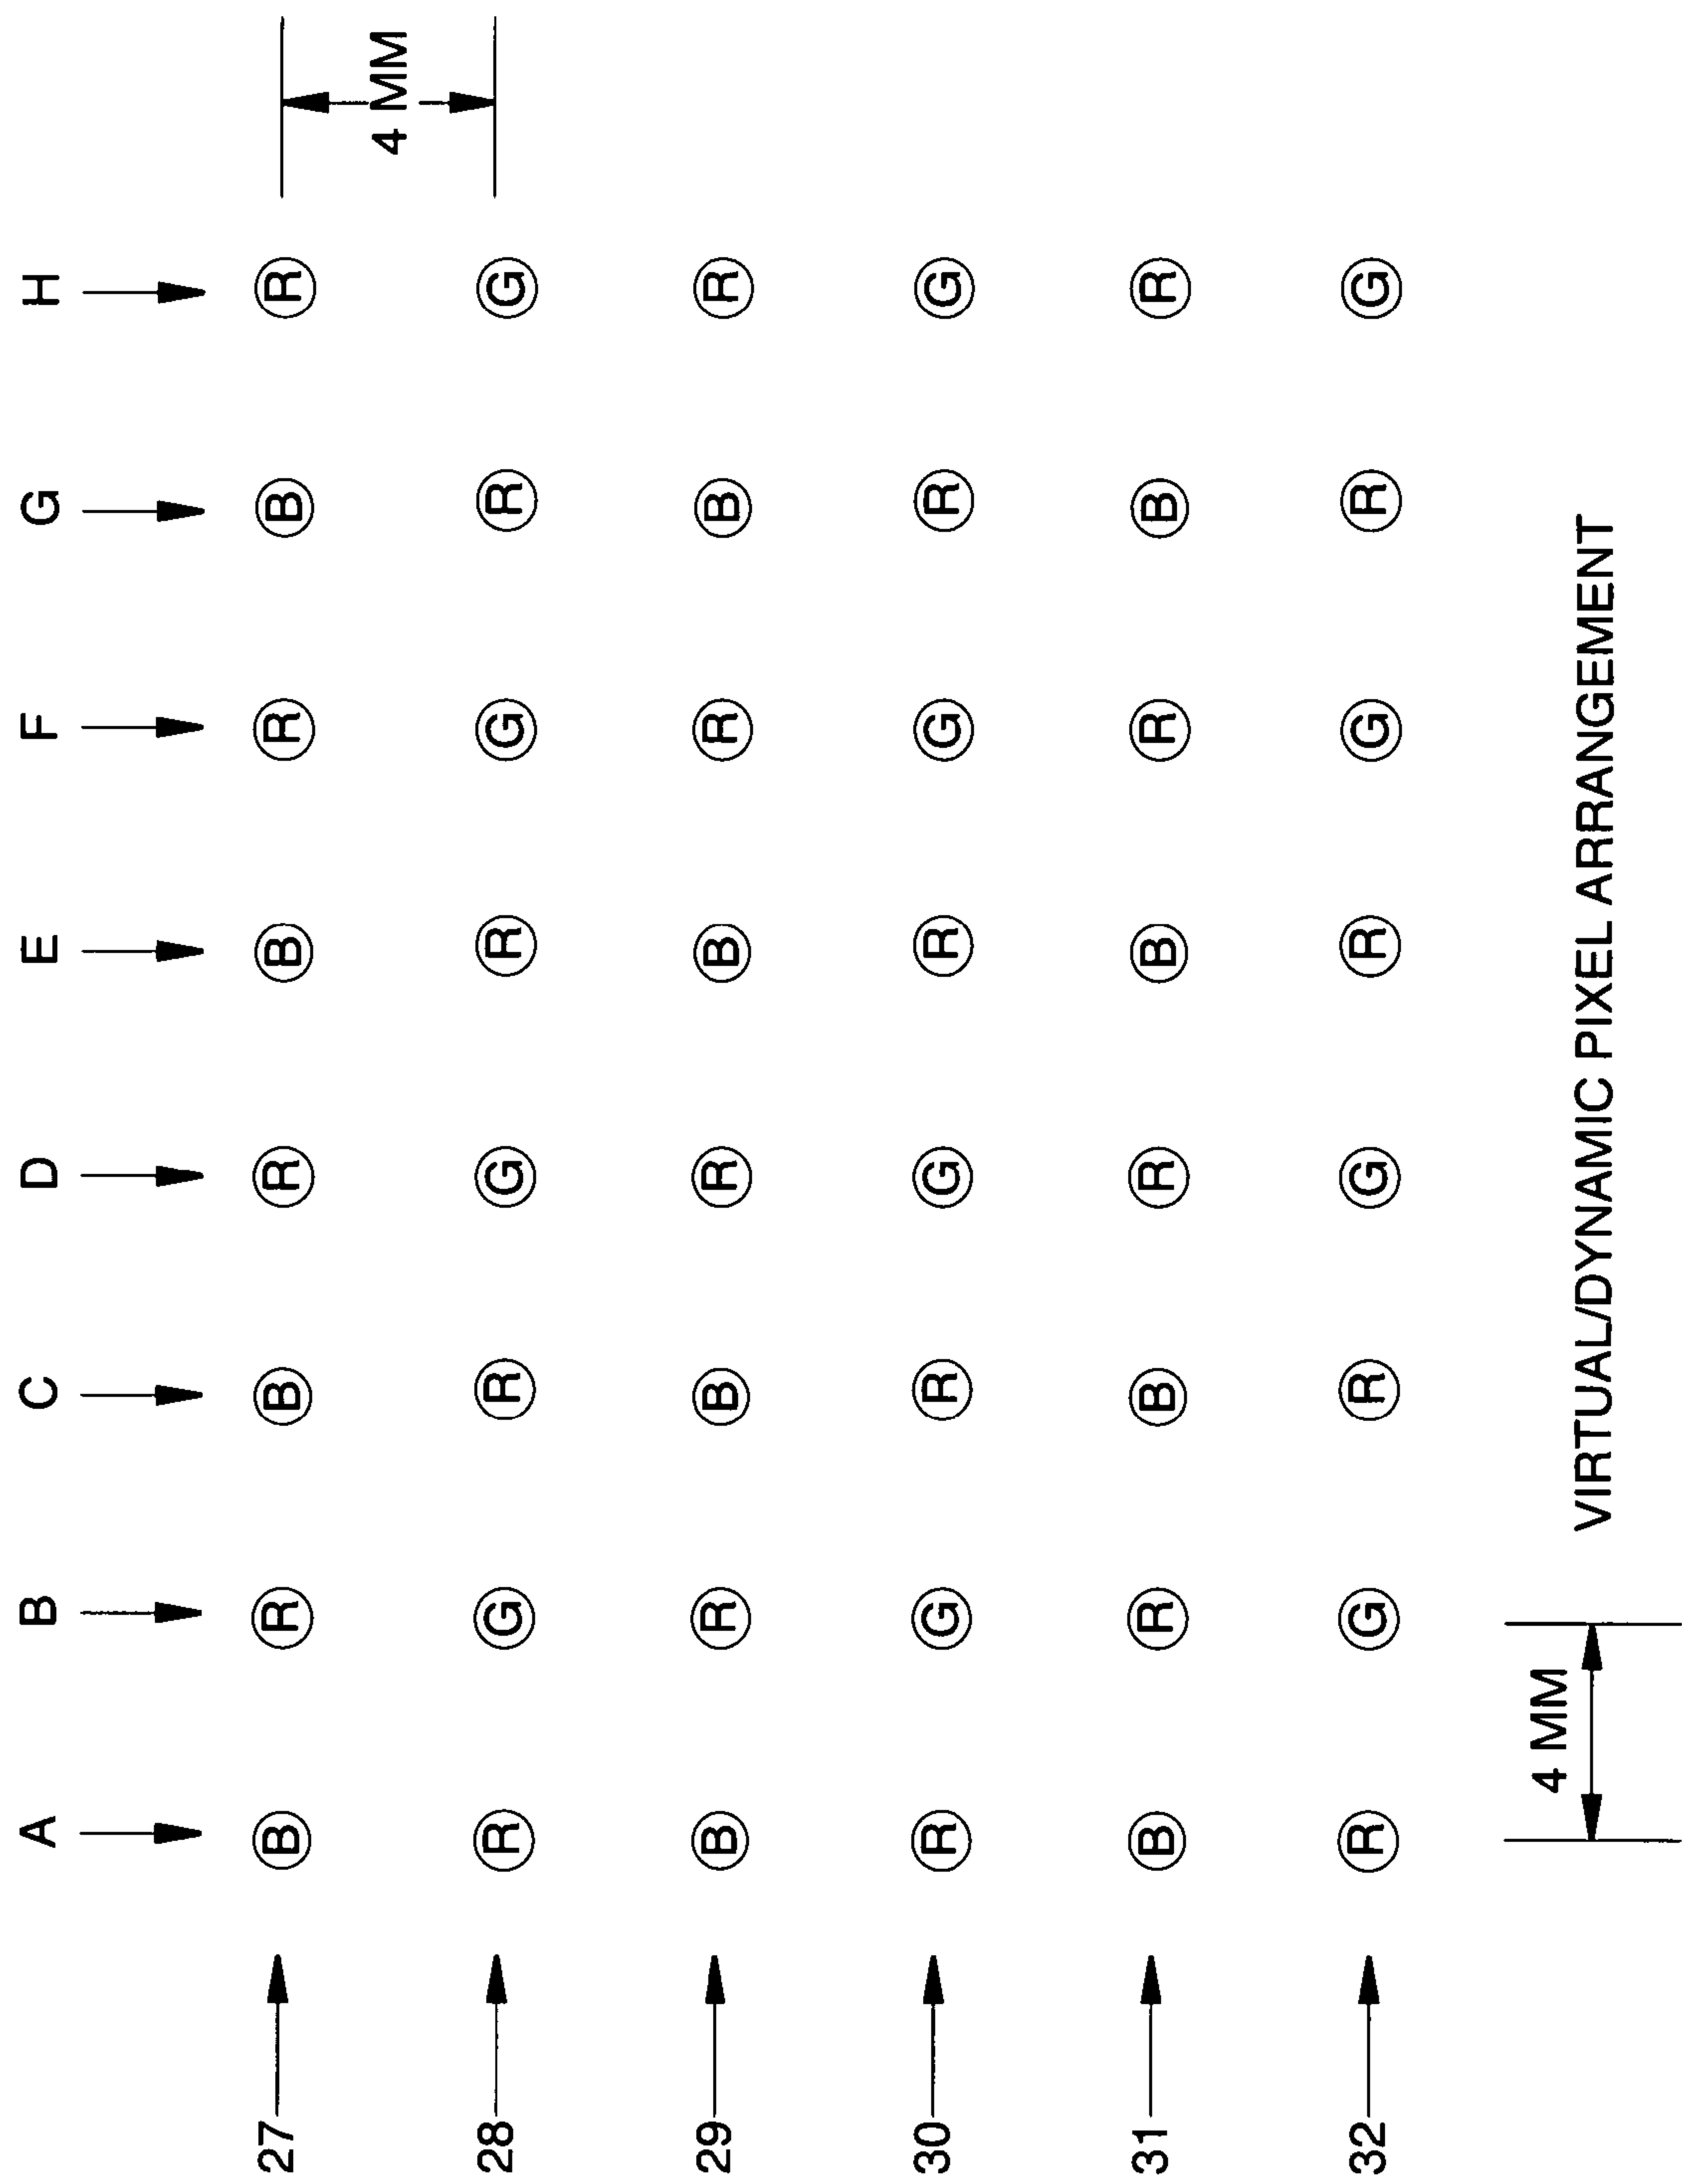 A B C D E F G H
27 B R B R B R B R
4 MM
28 R G R G R G R G
29 B R B R B R B R
30 R G R G R G R G
31 B R B R B R B R
32 R G R G R G R G
4 MM
VIRTUAL/DYNAMIC PIXEL ARRANGEMENT